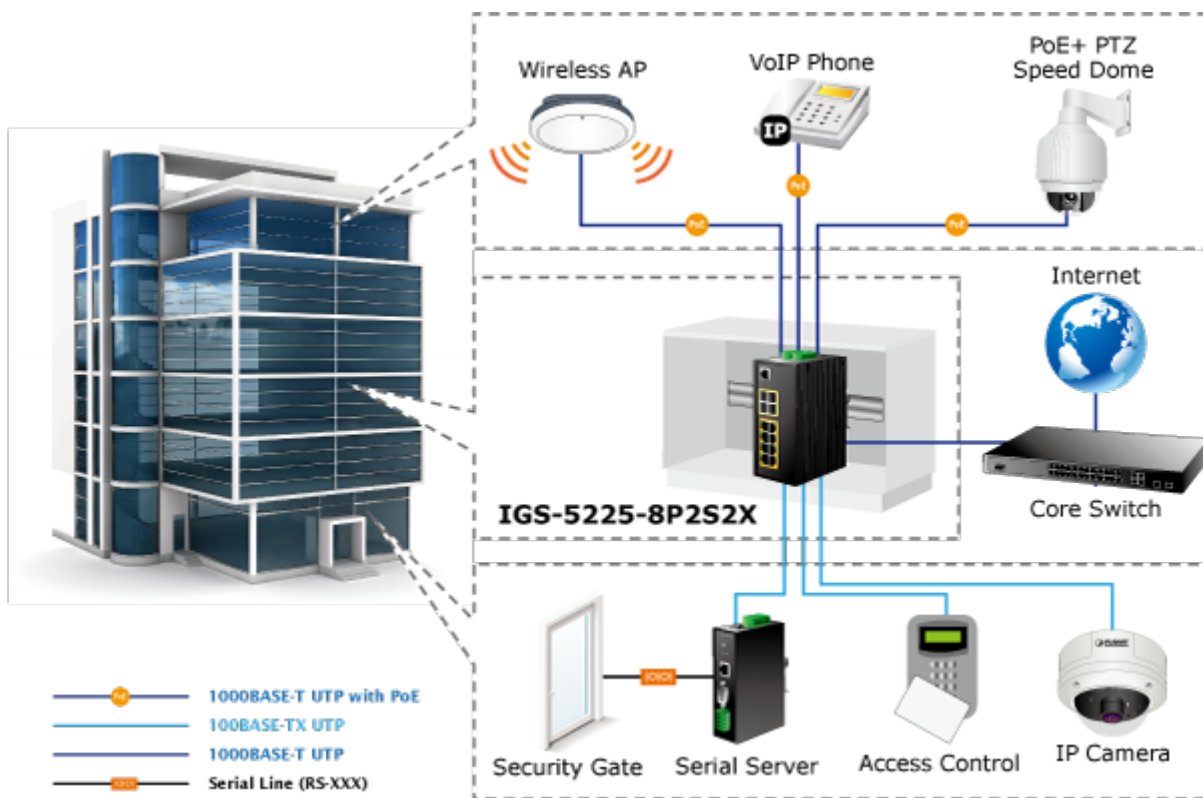 Wireless AP
VoIP Phone
PoE+ PTZ
Speed Dome
IP
PoE
PoE
PoE
Internet
IGS-5225-8P2S2X
Core Switch
Security Gate
Serial Server
Access Control
IP Camera
PLANET
PoE
1000BASE-T UTP with PoE
100BASE-TX UTP
1000BASE-T UTP
Serial Line (RS-XXX)